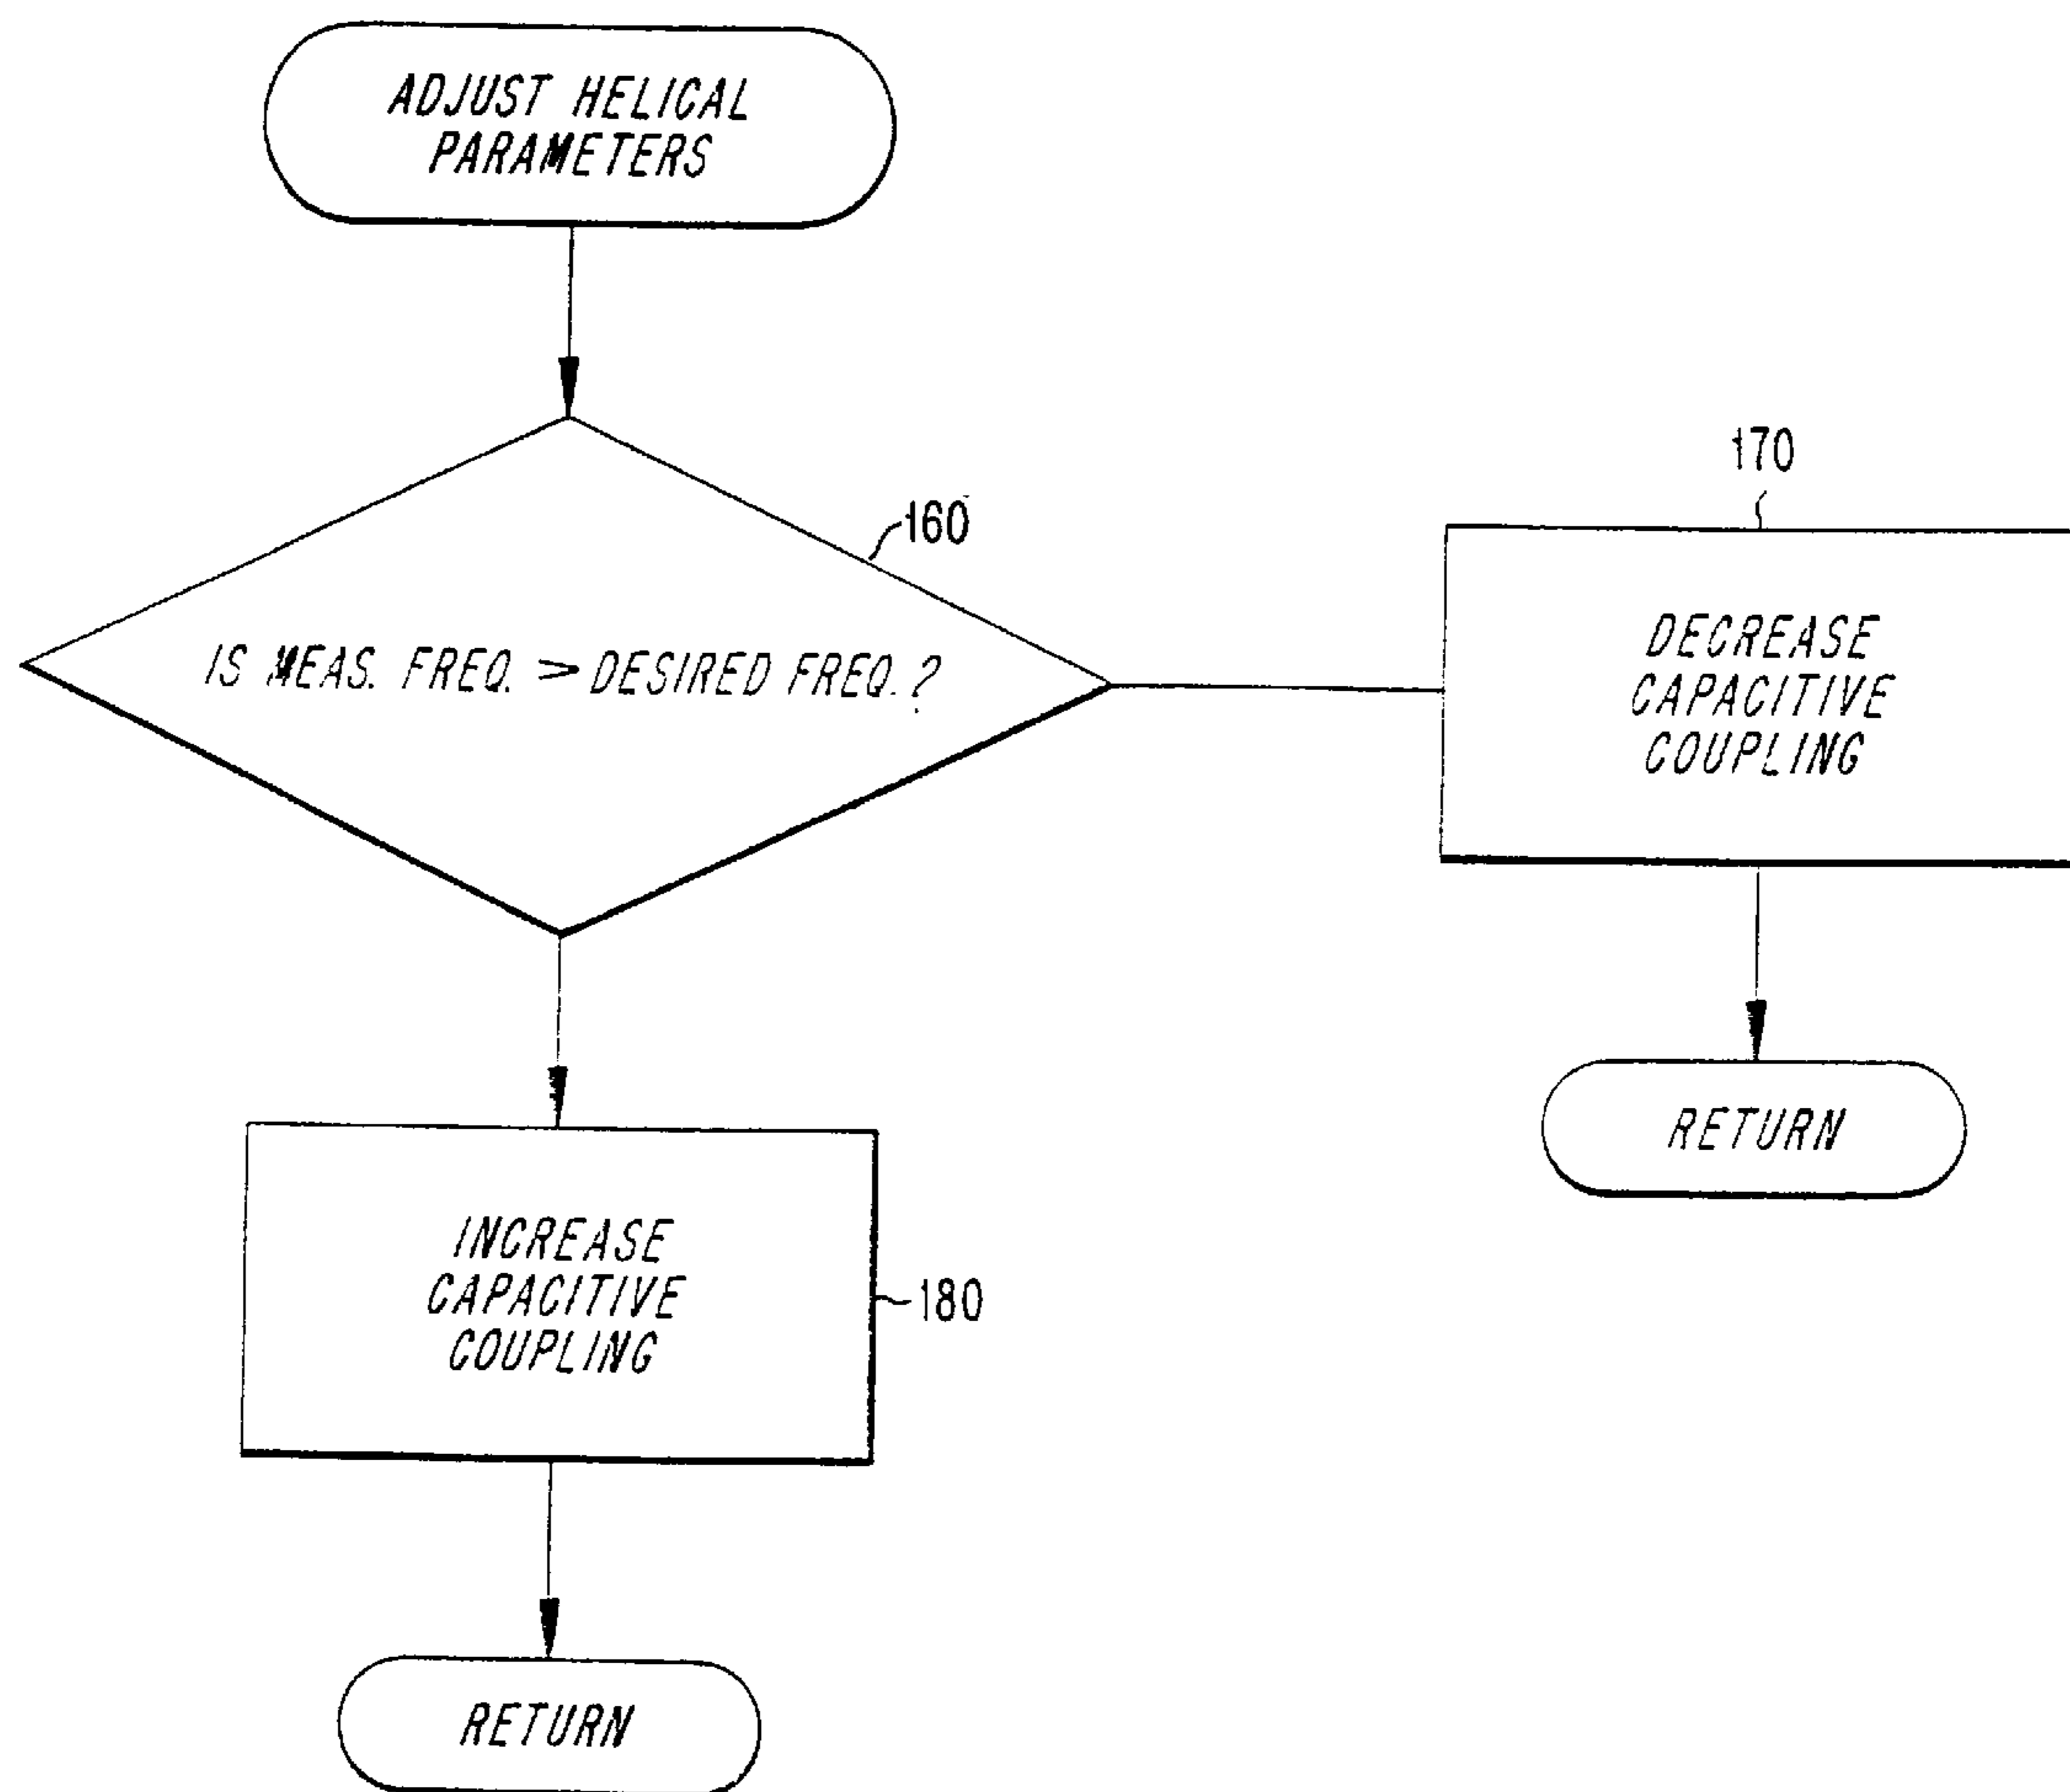 ADJUST HELICAL
PARAMETERS
160
IS MEAS. FREQ. > DESIRED FREQ.?
170
DECREASE
CAPACITIVE
COUPLING
RETURN
INCREASE
CAPACITIVE
COUPLING
180
RETURN